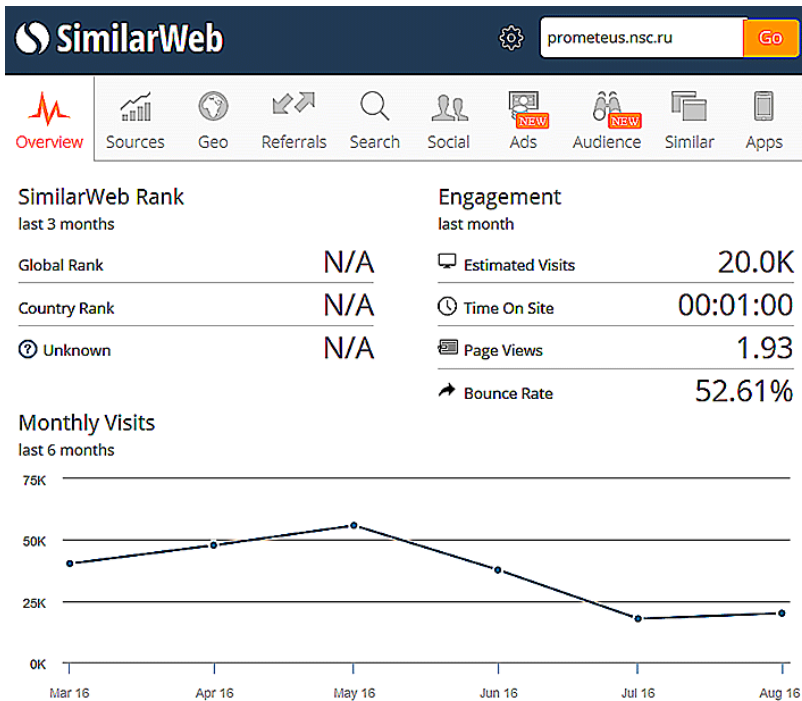 SimilarWeb
prometeus.nsc.ru
Go
Overview
Sources
Geo
Referrals
Search
Social
NEW
Ads
NEW
Audience
Similar
Apps
SimilarWeb Rank
last 3 months
Global Rank N/A
Country Rank N/A
Unknown N/A
Engagement
last month
Estimated Visits 20.0K
Time On Site 00:01:00
Page Views 1.93
Bounce Rate 52.61%
Monthly Visits
last 6 months
75K
50K
25K
0K
Mar 16 Apr 16 May 16 Jun 16 Jul 16 Aug 16